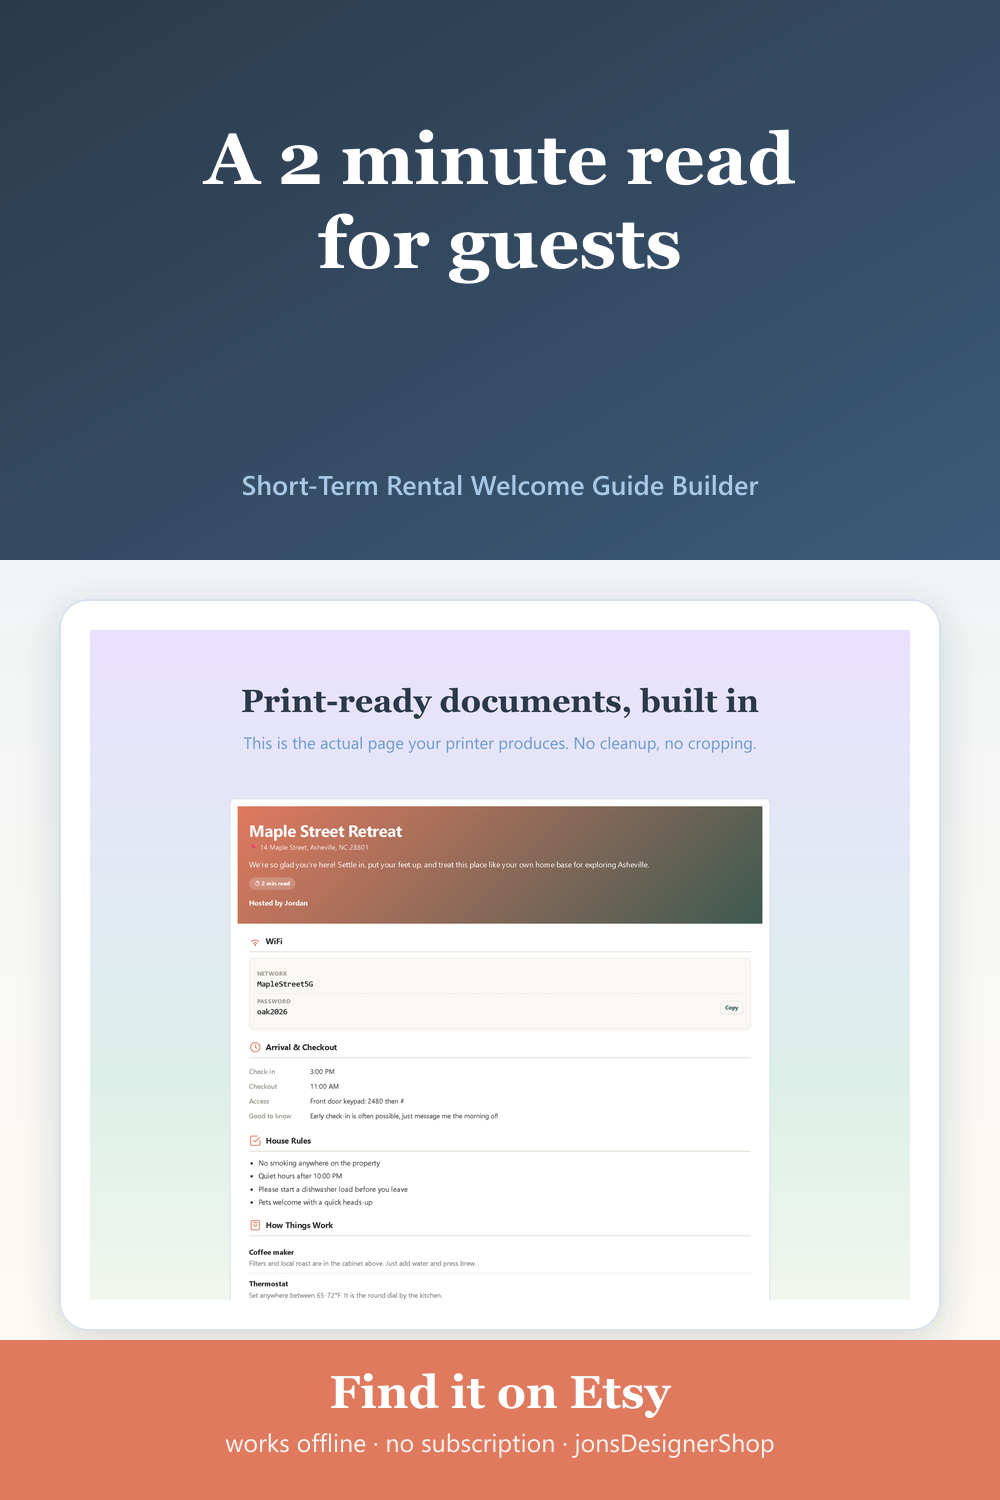 A 2 minute read
for guests
Short-Term Rental Welcome Guide Builder
Print-ready documents, built in
This is the actual page your printer produces. No cleanup, no cropping.
Maple Street Retreat
14 Maple Street, Asheville, NC 28801
We're so glad you're here! Settle in, put your feet up, and treat this place like your own home base for exploring Asheville.
2 min read
Hosted by Jordan
WiFi
NETWORK
MapleStreet5G
PASSWORD
oak2026
Copy
Arrival & Checkout
Check-in 3:00 PM
Checkout 11:00 AM
Access Front door keypad: 2480 then #
Good to know Early check-in is often possible, just message me the morning of!
House Rules
• No smoking anywhere on the property
• Quiet hours after 10:00 PM
• Please start a dishwasher load before you leave
• Pets welcome with a quick heads-up
How Things Work
Coffee maker
Filters and local roast are in the cabinet above. Just add water and press brew.
Thermostat
Set anywhere between 65-72°F. It is the round dial by the kitchen.
Find it on Etsy
works offline · no subscription · jonsDesignerShop